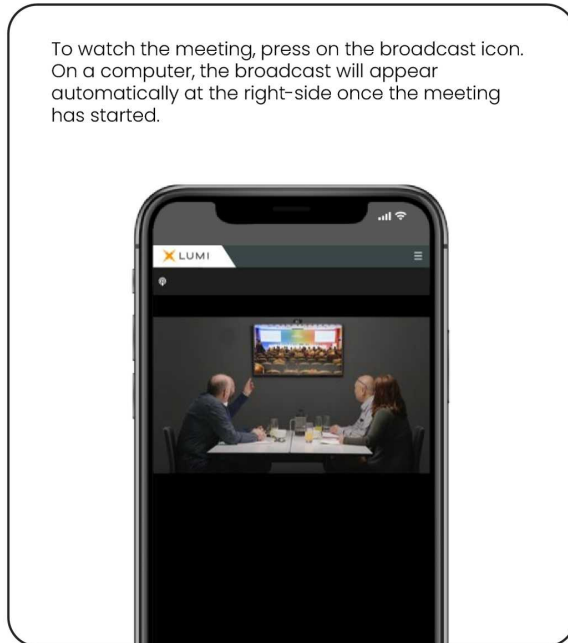 To watch the meeting, press on the broadcast icon.
On a computer, the broadcast will appear
automatically at the right-side once the meeting
has started.
LUMI